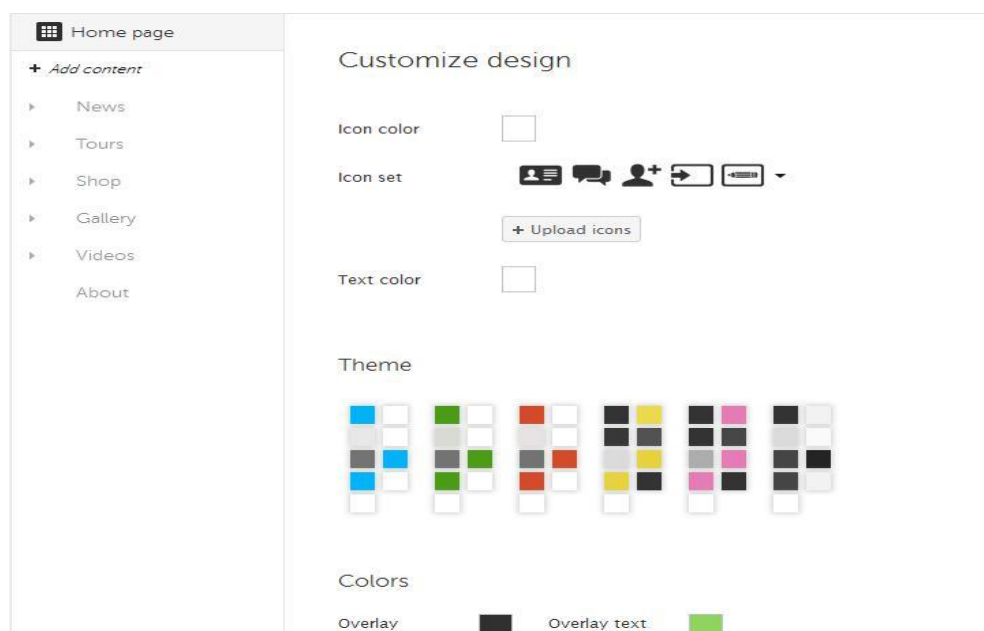 Home page
+ Add content
News
Tours
Shop
Gallery
Videos
About
Customize design
Icon color
Icon set
+ Upload icons
Text color
Theme
Colors
Overlay
Overlay text